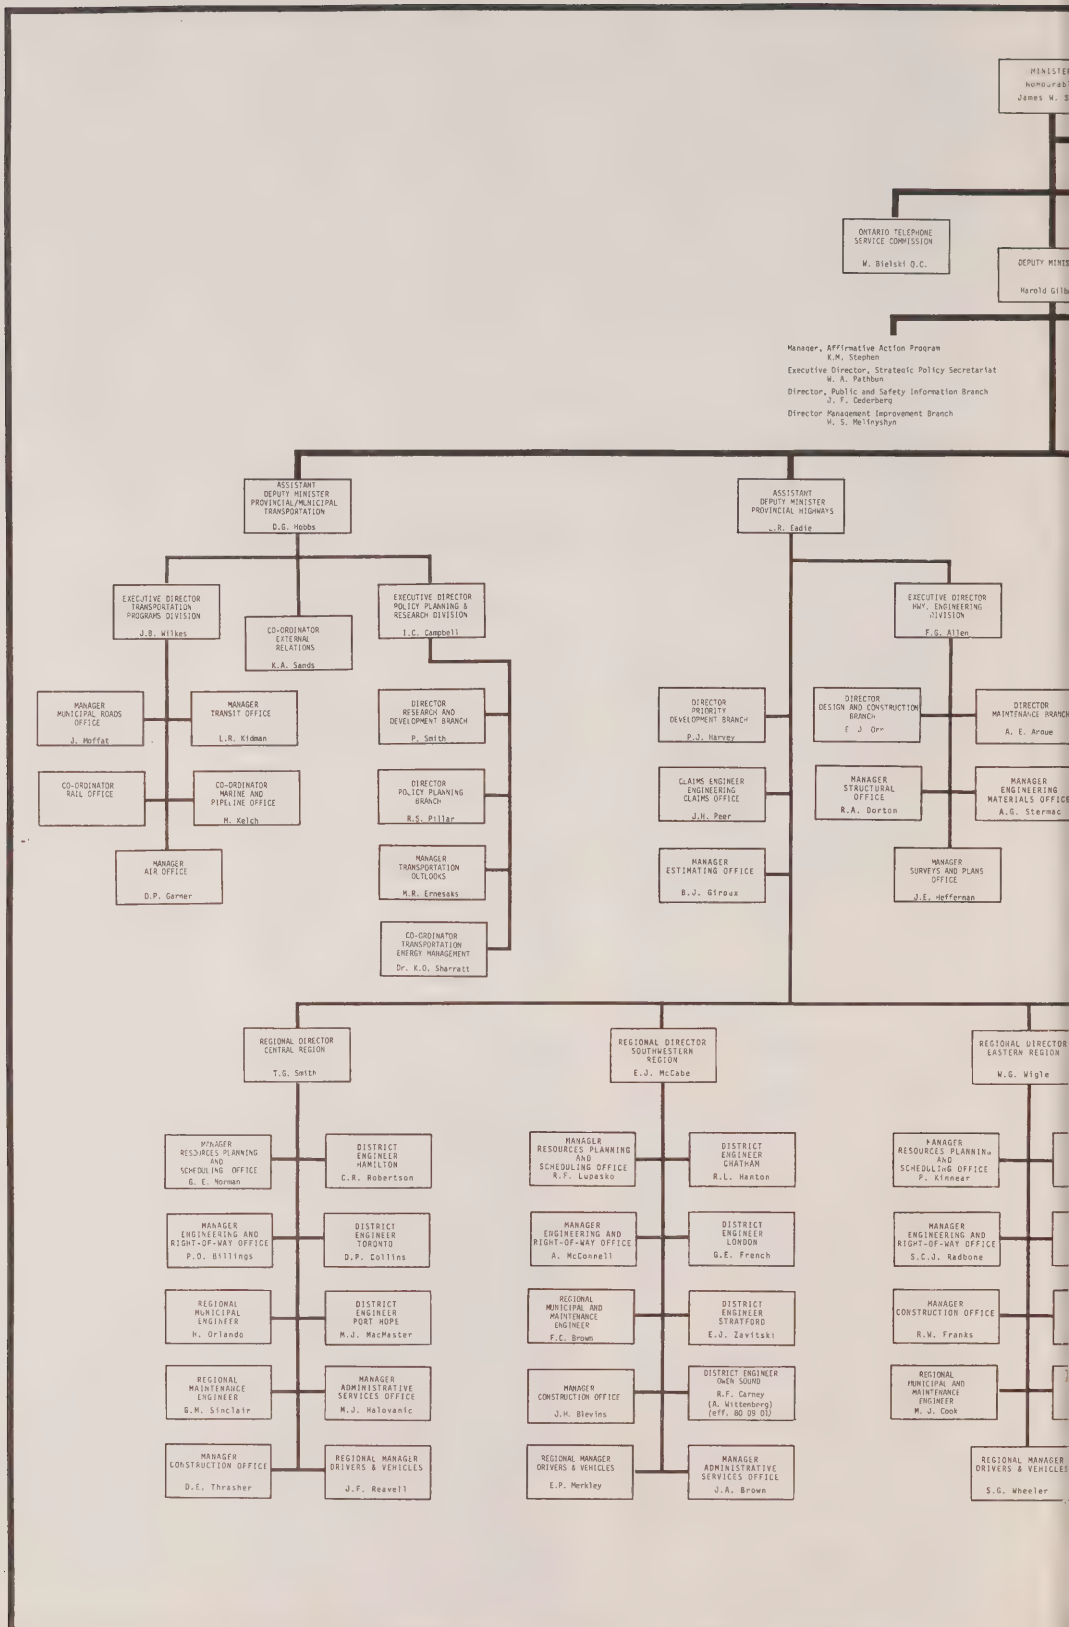 MINISTER
James W.
ONTARIO TELEPHONE
SERVICE COMMISSION
W. Bielski Q.C.
DEPUTY
Harold
Manager, Affirmative Action Program
K.M. Stephen
Executive Director, Strategic Policy Secretariat
W. A. Pathbun
Director, Public and Safety Information Branch
J. F. Cederberg
Director Management Improvement Branch
W. S. Melinyshyn
ASSISTANT
DEPUTY MINISTER
PROVINCIAL/MUNICIPAL
TRANSPORTATION
D.G. Hobbs
ASSISTANT
DEPUTY MINISTER
PROVINCIAL HIGHWAYS
R. Eadie
EXECUTIVE DIRECTOR
TRANSPORTATION
PROGRAMS DIVISION
J.B. Wilkes
CO-ORDINATOR
EXTERNAL
RELATIONS
K.A. Sands
EXECUTIVE DIRECTOR
POLICY PLANNING &
RESEARCH DIVISION
I.C. Campbell
EXECUTIVE DIRECTOR
HWY. ENGINEERING
DIVISION
F.G. Allen
MANAGER
MUNICIPAL ROADS
OFFICE
J. Moffat
MANAGER
TRANSIT OFFICE
L.R. Kidman
DIRECTOR
RESEARCH AND
DEVELOPMENT BRANCH
P. Smith
DIRECTOR
PRIORITY
DEVELOPMENT BRANCH
P.J. Harvey
DIRECTOR
DESIGN AND CONSTRUCTION
BRANCH
E J Orr
DIRECTOR
MAINTENANCE BRANCH
A. E. Aroue
CO-ORDINATOR
RAIL OFFICE
CO-ORDINATOR
MARINE AND
PIPELINE OFFICE
M. Kelch
DIRECTOR
POLICY PLANNING
BRANCH
R.S. Pillar
CLAIMS ENGINEER
ENGINEERING
CLAIMS OFFICE
J.H. Peer
MANAGER
STRUCTURAL
OFFICE
R.A. Dorton
MANAGER
ENGINEERING
MATERIALS OFFICE
A.G. Stermac
MANAGER
AIR OFFICE
D.P. Garner
MANAGER
TRANSPORTATION
OUTLOOKS
M.R. Ernesaks
MANAGER
ESTIMATING OFFICE
B.J. Giroux
MANAGER
SURVEYS AND PLANS
OFFICE
J.E. Hefferman
CO-ORDINATOR
TRANSPORTATION
ENERGY MANAGEMENT
Dr. K.O. Sharratt
REGIONAL DIRECTOR
CENTRAL REGION
T.G. Smith
REGIONAL DIRECTOR
SOUTHWESTERN
REGION
E.J. McCabe
REGIONAL DIRECTOR
EASTERN REGION
W.G. Wigle
MANAGER
RESOURCES PLANNING
AND
SCHEDULING OFFICE
G. E. Norman
DISTRICT
ENGINEER
HAMILTON
C.R. Robertson
MANAGER
RESOURCES PLANNING
AND
SCHEDULING OFFICE
R.F. Lupasko
DISTRICT
ENGINEER
CHATHAM
R.L. Hanton
MANAGER
RESOURCES PLANNING
AND
SCHEDULING OFFICE
P. Kinnear
MANAGER
ENGINEERING AND
RIGHT-OF-WAY OFFICE
P.O. Billings
DISTRICT
ENGINEER
TORONTO
D.P. Collins
MANAGER
ENGINEERING AND
RIGHT-OF-WAY OFFICE
A. McConnell
DISTRICT
ENGINEER
LONDON
G.E. French
MANAGER
ENGINEERING AND
RIGHT-OF-WAY OFFICE
S.C.J. Radbone
REGIONAL
MUNICIPAL
ENGINEER
H. Orlando
DISTRICT
ENGINEER
PORT HOPE
M.J. MacMaster
REGIONAL
MUNICIPAL AND
MAINTENANCE
ENGINEER
F.C. Brown
DISTRICT
ENGINEER
STRATFORD
E.J. Zavitski
MANAGER
CONSTRUCTION OFFICE
R.W. Franks
REGIONAL
MAINTENANCE
ENGINEER
G.M. Sinclair
MANAGER
ADMINISTRATIVE
SERVICES OFFICE
M.J. Halovanic
MANAGER
CONSTRUCTION OFFICE
J.H. Blevins
DISTRICT ENGINEER
OWEN SOUND
R.F. Carney
(A. Wittenberg)
(eff. 80 09 01)
REGIONAL
MUNICIPAL AND
MAINTENANCE
ENGINEER
M. J. Cook
MANAGER
CONSTRUCTION OFFICE
D.E. Thrasher
REGIONAL MANAGER
DRIVERS & VEHICLES
J.F. Reavell
REGIONAL MANAGER
DRIVERS & VEHICLES
E.P. Merkley
MANAGER
ADMINISTRATIVE
SERVICES OFFICE
J.A. Brown
REGIONAL MANAGER
DRIVERS & VEHICLES
S.G. Wheeler